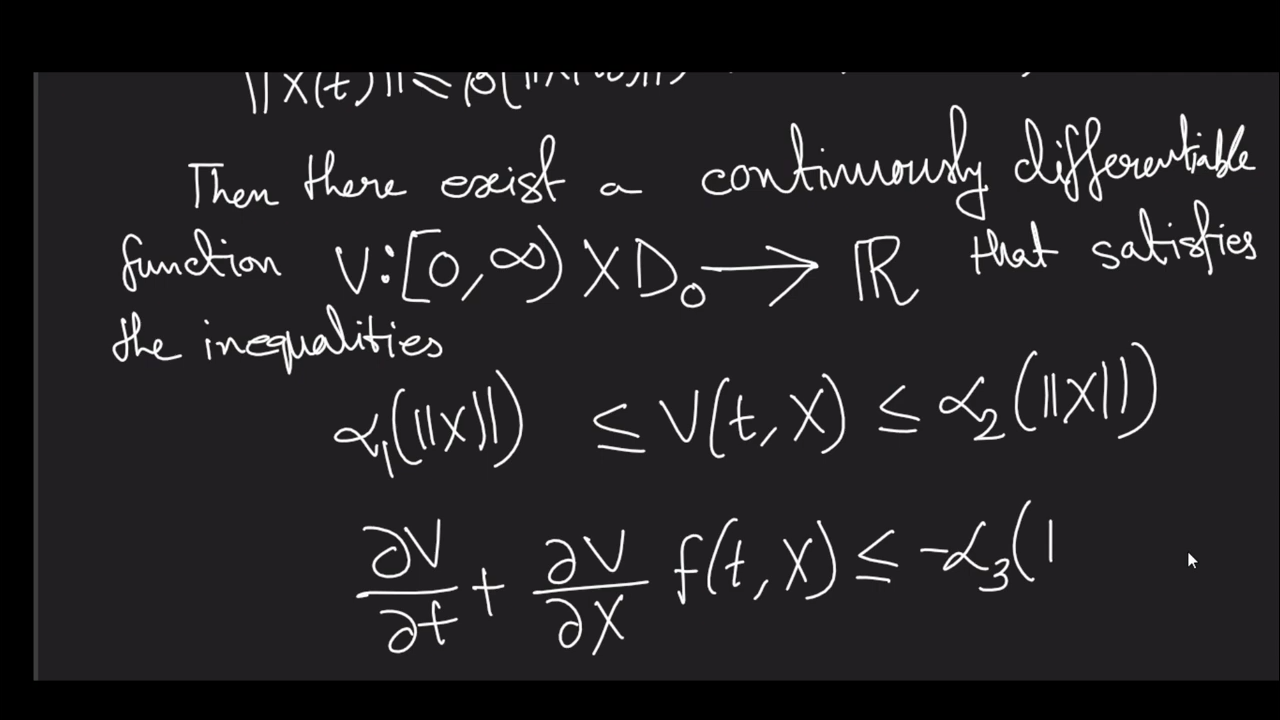 ||X(t)|| ≤ β(||X(
Then there exist a continuously differentiable
function V:[0,∞) X D₀ ⟶ ℝ that satisfies
the inequalities
α₁(||X||) ≤ V(t,X) ≤ α₂(||X||)
∂V/∂t + ∂V/∂X f(t,X) ≤ -α₃(|